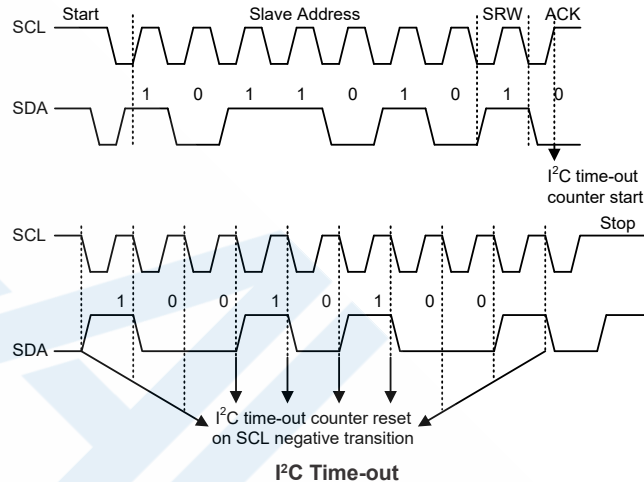 Start Slave Address SRW ACK
SCL
1 0 1 1 0 1 0 1 0
SDA
I²C time-out
counter start
Stop
SCL
1 0 0 1 0 1 0 0
SDA
I²C time-out counter reset
on SCL negative transition
I²C Time-out